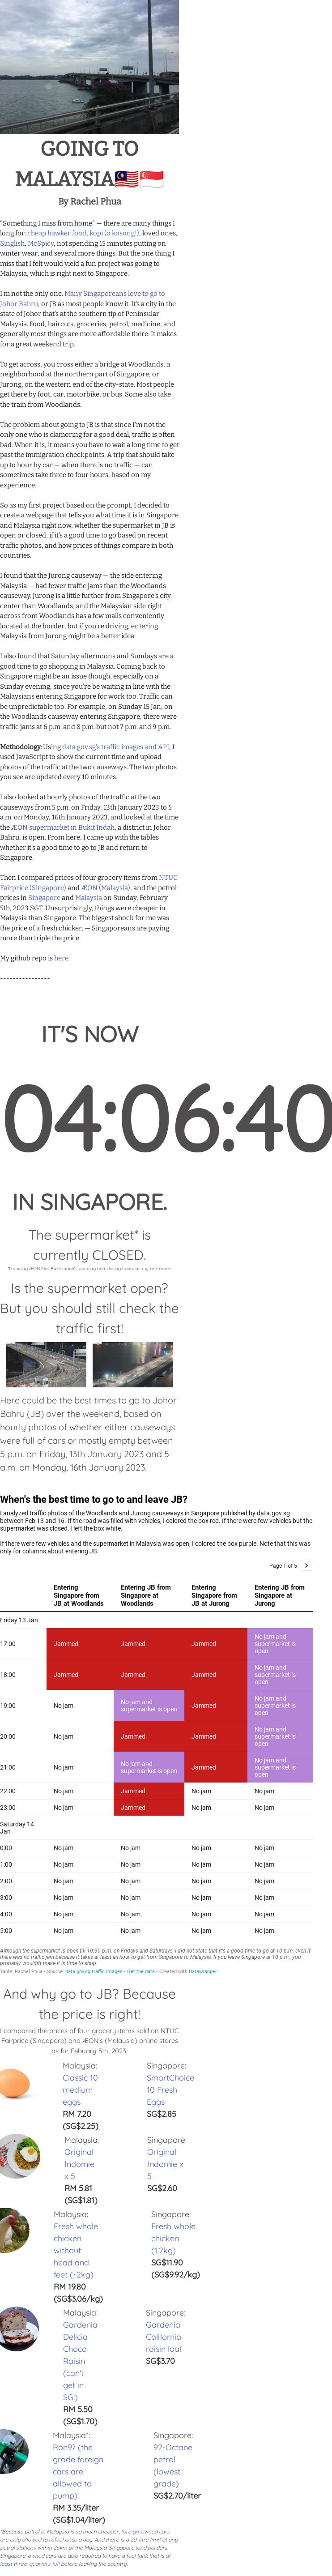 GOING TO
MALAYSIA🇲🇾🇸🇬
By Rachel Phua
"Something I miss from home" — there are many things I
long for: cheap hawker food, kopi (o kosong!), loved ones,
Singlish, McSpicy, not spending 15 minutes putting on
winter wear, and several more things. But the one thing I
miss that I felt would yield a fun project was going to
Malaysia, which is right next to Singapore.
I'm not the only one. Many Singaporeans love to go to
Johor Bahru, or JB as most people know it. It's a city in the
state of Johor that's at the southern tip of Peninsular
Malaysia. Food, haircuts, groceries, petrol, medicine, and
generally most things are more affordable there. It makes
for a great weekend trip.
To get across, you cross either a bridge at Woodlands, a
neighborhood at the northern part of Singapore, or
Jurong, on the western end of the city-state. Most people
get there by foot, car, motorbike, or bus. Some also take
the train from Woodlands.
The problem about going to JB is that since I'm not the
only one who is clamoring for a good deal, traffic is often
bad. When it is, it means you have to wait a long time to get
past the immigration checkpoints. A trip that should take
up to hour by car — when there is no traffic — can
sometimes take three to four hours, based on my
experience.
So as my first project based on the prompt, I decided to
create a webpage that tells you what time it is in Singapore
and Malaysia right now, whether the supermarket in JB is
open or closed, if it's a good time to go based on recent
traffic photos, and how prices of things compare in both
countries.
I found that the Jurong causeway — the side entering
Malaysia — had fewer traffic jams than the Woodlands
causeway. Jurong is a little further from Singapore's city
center than Woodlands, and the Malaysian side right
across from Woodlands has a few malls conveniently
located at the border, but if you're driving, entering
Malaysia from Jurong might be a better idea.
I also found that Saturday afternoons and Sundays are a
good time to go shopping in Malaysia. Coming back to
Singapore might be an issue though, especially on a
Sunday evening, since you're be waiting in line with the
Malaysians entering Singapore for work too. Traffic can
be unpredictable too. For example, on Sunday 15 Jan, on
the Woodlands causeway entering Singapore, there were
traffic jams at 6 p.m. and 8 p.m. but not 7 p.m. and 9 p.m.
Methodology: Using data.gov.sg's traffic images and API, I
used JavaScript to show the current time and upload
photos of the traffic at the two causeways. The two photos
you see are updated every 10 minutes.
I also looked at hourly photos of the traffic at the two
causeways from 5 p.m. on Friday, 13th January 2023 to 5
a.m. on Monday, 16th January 2023, and looked at the time
the ÆON supermarket in Bukit Indah, a district in Johor
Bahru, is open. From here, I came up with the tables
whether it's a good time to go to JB and return to
Singapore.
Then I compared prices of four grocery items from NTUC
Fairprice (Singapore) and ÆON (Malaysia), and the petrol
prices in Singapore and Malaysia on Sunday, February
5th, 2023 SGT. Unsurprisingly, things were cheaper in
Malaysia than Singapore. The biggest shock for me was
the price of a fresh chicken — Singaporeans are paying
more than triple the price.
My github repo is here.
----------------
IT'S NOW
04:06:40
IN SINGAPORE.
The supermarket* is
currently CLOSED.
*I'm using ÆON Mall Bukit Indah's opening and closing hours as my reference.
Is the supermarket open?
But you should still check the
traffic first!
Here could be the best times to go to Johor
Bahru (JB) over the weekend, based on
hourly photos of whether either causeways
were full of cars or mostly empty between
5 p.m. on Friday, 13th January 2023 and 5
a.m. on Monday, 16th January 2023.
When's the best time to go to and leave JB?
I analyzed traffic photos of the Woodlands and Jurong causeways in Singapore published by data.gov.sg
between Feb 13 and 16. If the road was filled with vehicles, I colored the box red. If there were few vehicles but the
supermarket was closed, I left the box white.
If there were few vehicles and the supermarket in Malaysia was open, I colored the box purple. Note that this was
only for columns about entering JB.
Page 1 of 5 >
Entering Singapore from JB at Woodlands	Entering JB from Singapore at Woodlands	Entering Singapore from JB at Jurong	Entering JB from Singapore at Jurong
Friday 13 Jan
17:00 Jammed Jammed Jammed No jam and supermarket is open
18:00 Jammed Jammed Jammed No jam and supermarket is open
19:00 No jam No jam and supermarket is open Jammed No jam and supermarket is open
20:00 No jam Jammed Jammed No jam and supermarket is open
21:00 No jam No jam and supermarket is open Jammed No jam and supermarket is open
22:00 No jam Jammed No jam No jam
23:00 No jam Jammed No jam No jam
Saturday 14
Jan
0:00 No jam No jam No jam No jam
1:00 No jam No jam No jam No jam
2:00 No jam No jam No jam No jam
3:00 No jam No jam No jam No jam
4:00 No jam No jam No jam No jam
5:00 No jam No jam No jam No jam
Although the supermarket is open till 10:30 p.m. on Fridays and Saturdays, I did not state that it's a good time to go at 10 p.m. even if
there was no traffic jam because it takes at least an hour to get from Singapore to Malaysia. If you leave Singapore at 10 p.m., you
probably wouldn't make it in time to shop.
Table: Rachel Phua • Source: data.gov.sg traffic images • Get the data • Created with Datawrapper
And why go to JB? Because
the price is right!
I compared the prices of four grocery items sold on NTUC
Fairprice (Singapore) and ÆON's (Malaysia) online stores
as for Febuary 5th, 2023.
Malaysia:
Classic 10
medium
eggs
RM 7.20
(SG$2.25)
Singapore:
SmartChoice
10 Fresh
Eggs
SG$2.85
Malaysia:
Original
Indomie
x 5
RM 5.81
(SG$1.81)
Singapore:
Original
Indomie x
5
SG$2.60
Malaysia:
Fresh whole
chicken
without
head and
feet (~2kg)
RM 19.80
(SG$3.06/kg)
Singapore:
Fresh whole
chicken
(1.2kg)
SG$11.90
(SG$9.92/kg)
Malaysia:
Gardenia
Delicia
Choco
Raisin
(can't
get in
SG!)
RM 5.50
(SG$1.70)
Singapore:
Gardenia
California
raisin loaf
SG$3.70
Malaysia*:
Ron97 (the
grade foreign
cars are
allowed to
pump)
RM 3.35/liter
(SG$1.04/liter)
Singapore:
92-Octane
petrol
(lowest
grade)
SG$2.70/liter
*Because petrol in Malaysia is so much cheaper, foreign-owned cars
are only allowed to refuel once a day. And there is a 20-litre limit at any
petrol stations within 25km of the Malaysia-Singapore land borders.
Singapore-owned cars are also required to have a fuel tank that is at
least three-quarters full before leaving the country.